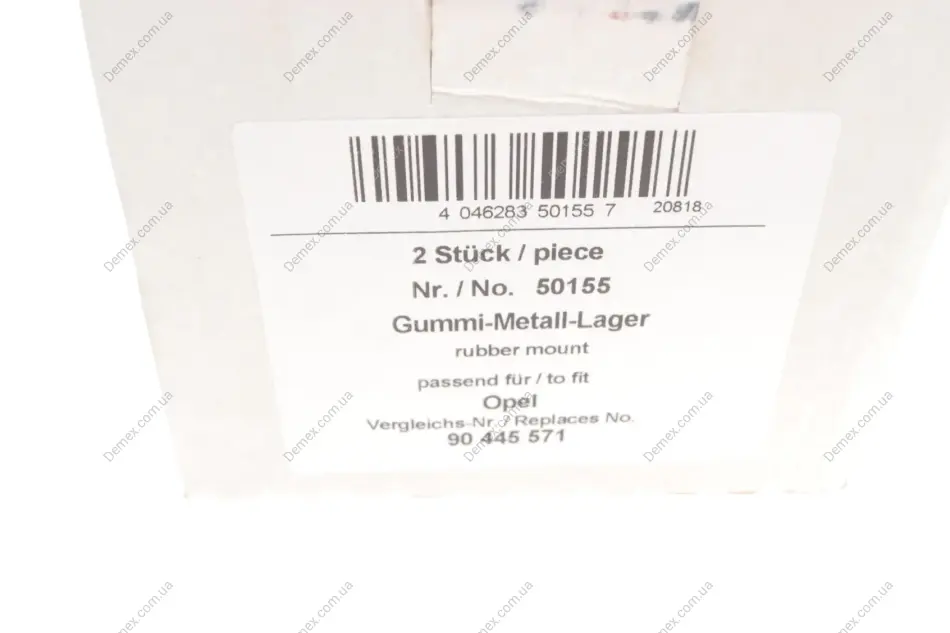 4 046283 50155 7 20818
2 Stück / piece
Nr. / No. 50155
Gummi-Metall-Lager
rubber mount
passend für / to fit
Opel
Vergleichs-Nr. / Replaces No.
90 445 571
Demex.com.ua